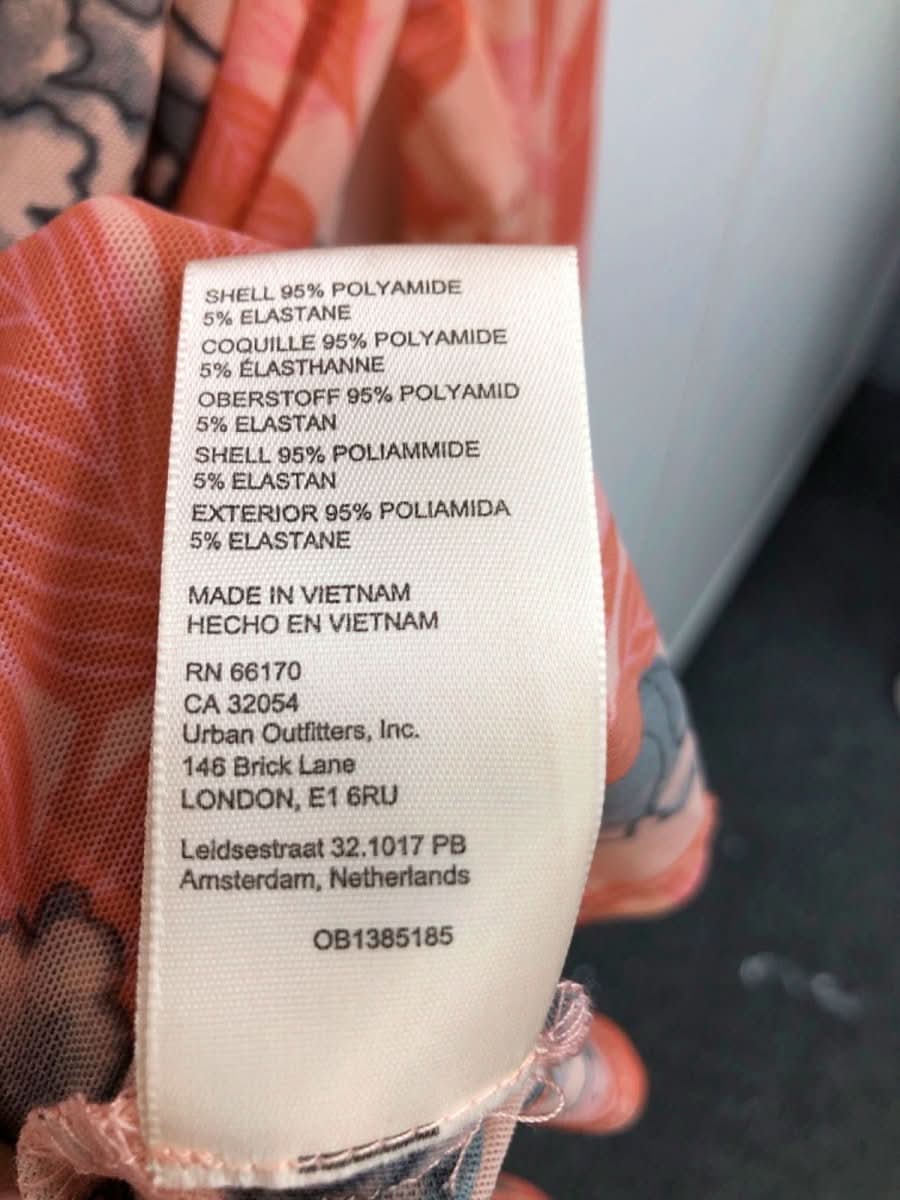 SHELL 95% POLYAMIDE
5% ELASTANE
COQUILLE 95% POLYAMIDE
5% ÉLASTHANNE
OBERSTOFF 95% POLYAMID
5% ELASTAN
SHELL 95% POLIAMMIDE
5% ELASTAN
EXTERIOR 95% POLIAMIDA
5% ELASTANE
MADE IN VIETNAM
HECHO EN VIETNAM
RN 66170
CA 32054
Urban Outfitters, Inc.
146 Brick Lane
LONDON, E1 6RU
Leidsestraat 32.1017 PB
Amsterdam, Netherlands
OB1385185